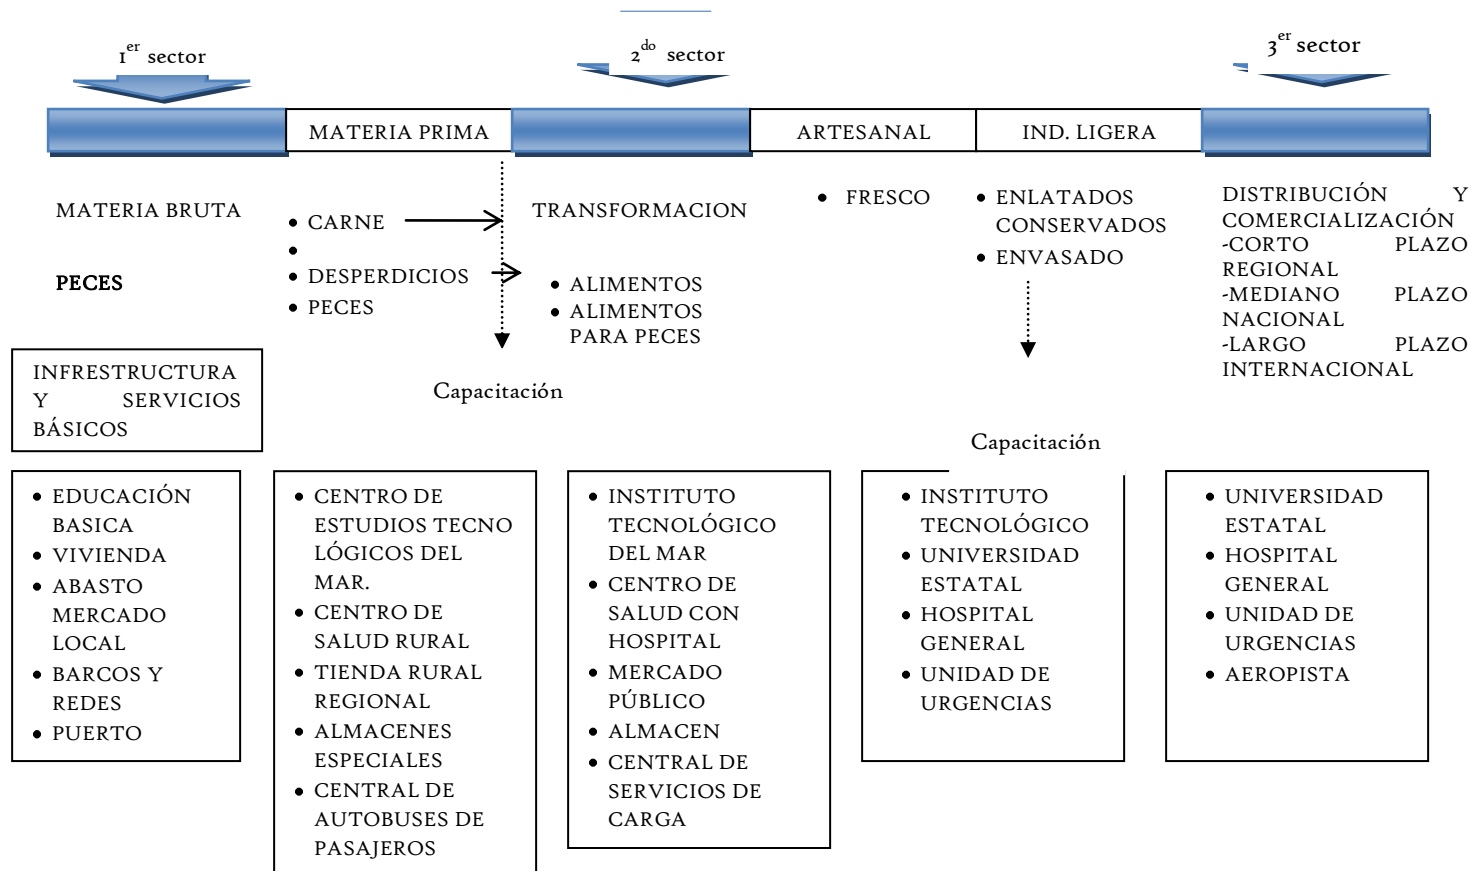 1er sector
2do sector
3er sector
MATERIA PRIMA
ARTESANAL
IND. LIGERA
MATERIA BRUTA
PECES
• CARNE
•
• DESPERDICIOS
• PECES
TRANSFORMACION
• ALIMENTOS
• ALIMENTOS
PARA PECES
• FRESCO
• ENLATADOS
CONSERVADOS
• ENVASADO
DISTRIBUCIÓN Y
COMERCIALIZACIÓN
-CORTO PLAZO
REGIONAL
-MEDIANO PLAZO
NACIONAL
-LARGO PLAZO
INTERNACIONAL
Capacitación
Capacitación
INFRESTRUCTURA
Y SERVICIOS
BÁSICOS
• EDUCACIÓN
BASICA
• VIVIENDA
• ABASTO
MERCADO
LOCAL
• BARCOS Y
REDES
• PUERTO
• CENTRO DE
ESTUDIOS TECNO
LÓGICOS DEL
MAR.
• CENTRO DE
SALUD RURAL
• TIENDA RURAL
REGIONAL
• ALMACENES
ESPECIALES
• CENTRAL DE
AUTOBUSES DE
PASAJEROS
• INSTITUTO
TECNOLÓGICO
DEL MAR
• CENTRO DE
SALUD CON
HOSPITAL
• MERCADO
PÚBLICO
• ALMACEN
• CENTRAL DE
SERVICIOS DE
CARGA
• INSTITUTO
TECNOLÓGICO
• UNIVERSIDAD
ESTATAL
• HOSPITAL
GENERAL
• UNIDAD DE
URGENCIAS
• UNIVERSIDAD
ESTATAL
• HOSPITAL
GENERAL
• UNIDAD DE
URGENCIAS
• AEROPISTA